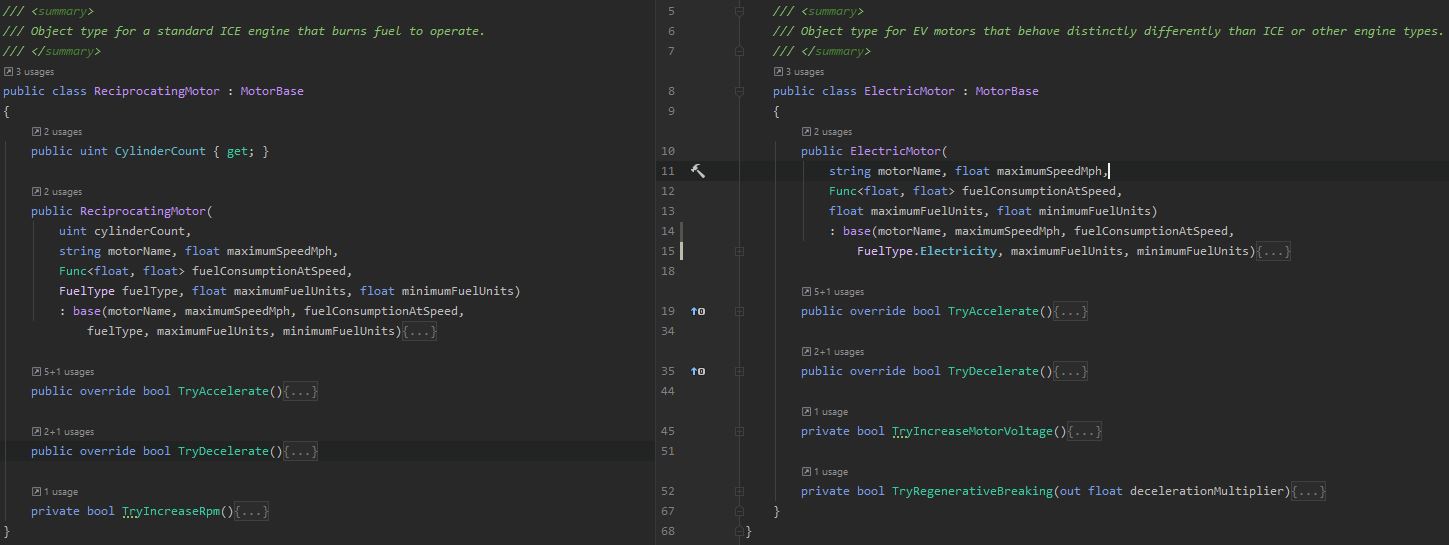 /// <summary>
/// Object type for a standard ICE engine that burns fuel to operate.
/// </summary>
3 usages
public class ReciprocatingMotor : MotorBase
{
2 usages
public uint CylinderCount { get; }
2 usages
public ReciprocatingMotor(
uint cylinderCount,
string motorName, float maximumSpeedMph,
Func<float, float> fuelConsumptionAtSpeed,
FuelType fuelType, float maximumFuelUnits, float minimumFuelUnits)
: base(motorName, maximumSpeedMph, fuelConsumptionAtSpeed,
fuelType, maximumFuelUnits, minimumFuelUnits){...}
5+1 usages
public override bool TryAccelerate(){...}
2+1 usages
public override bool TryDecelerate(){...}
1 usage
private bool TryIncreaseRpm(){...}
}
5 /// <summary>
6 /// Object type for EV motors that behave distinctly differently than ICE or other engine types.
7 /// </summary>
3 usages
8 public class ElectricMotor : MotorBase
9 {
2 usages
10 public ElectricMotor(
11 string motorName, float maximumSpeedMph,
12 Func<float, float> fuelConsumptionAtSpeed,
13 float maximumFuelUnits, float minimumFuelUnits)
14 : base(motorName, maximumSpeedMph, fuelConsumptionAtSpeed,
15 FuelType.Electricity, maximumFuelUnits, minimumFuelUnits){...}
18
5+1 usages
19 public override bool TryAccelerate(){...}
34
2+1 usages
35 public override bool TryDecelerate(){...}
44
1 usage
45 private bool TryIncreaseMotorVoltage(){...}
51
1 usage
52 private bool TryRegenerativeBreaking(out float decelerationMultiplier){...}
67 }
68 }